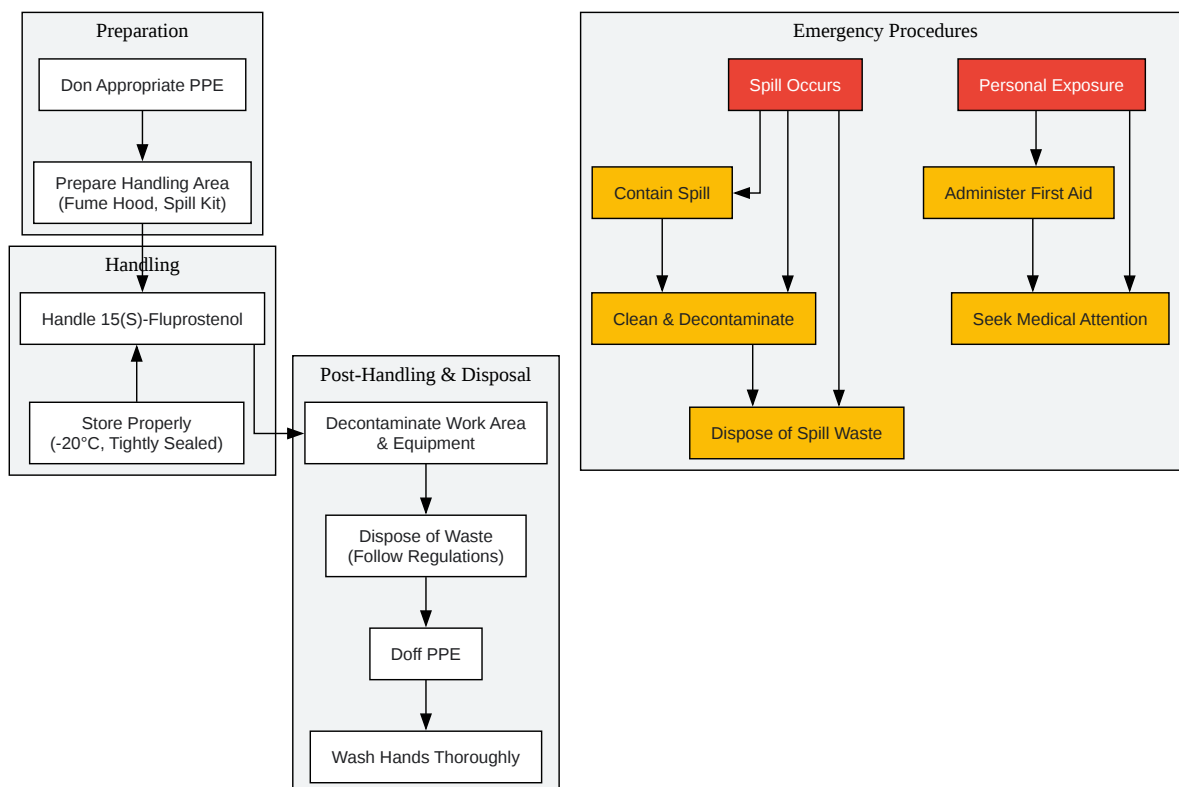 Preparation
Don Appropriate PPE
Prepare Handling Area
(Fume Hood, Spill Kit)
Handling
Handle 15(S)-Fluprostenol
Store Properly
(-20°C, Tightly Sealed)
Post-Handling & Disposal
Decontaminate Work Area
& Equipment
Dispose of Waste
(Follow Regulations)
Doff PPE
Wash Hands Thoroughly
Emergency Procedures
Spill Occurs
Personal Exposure
Contain Spill
Administer First Aid
Clean & Decontaminate
Seek Medical Attention
Dispose of Spill Waste